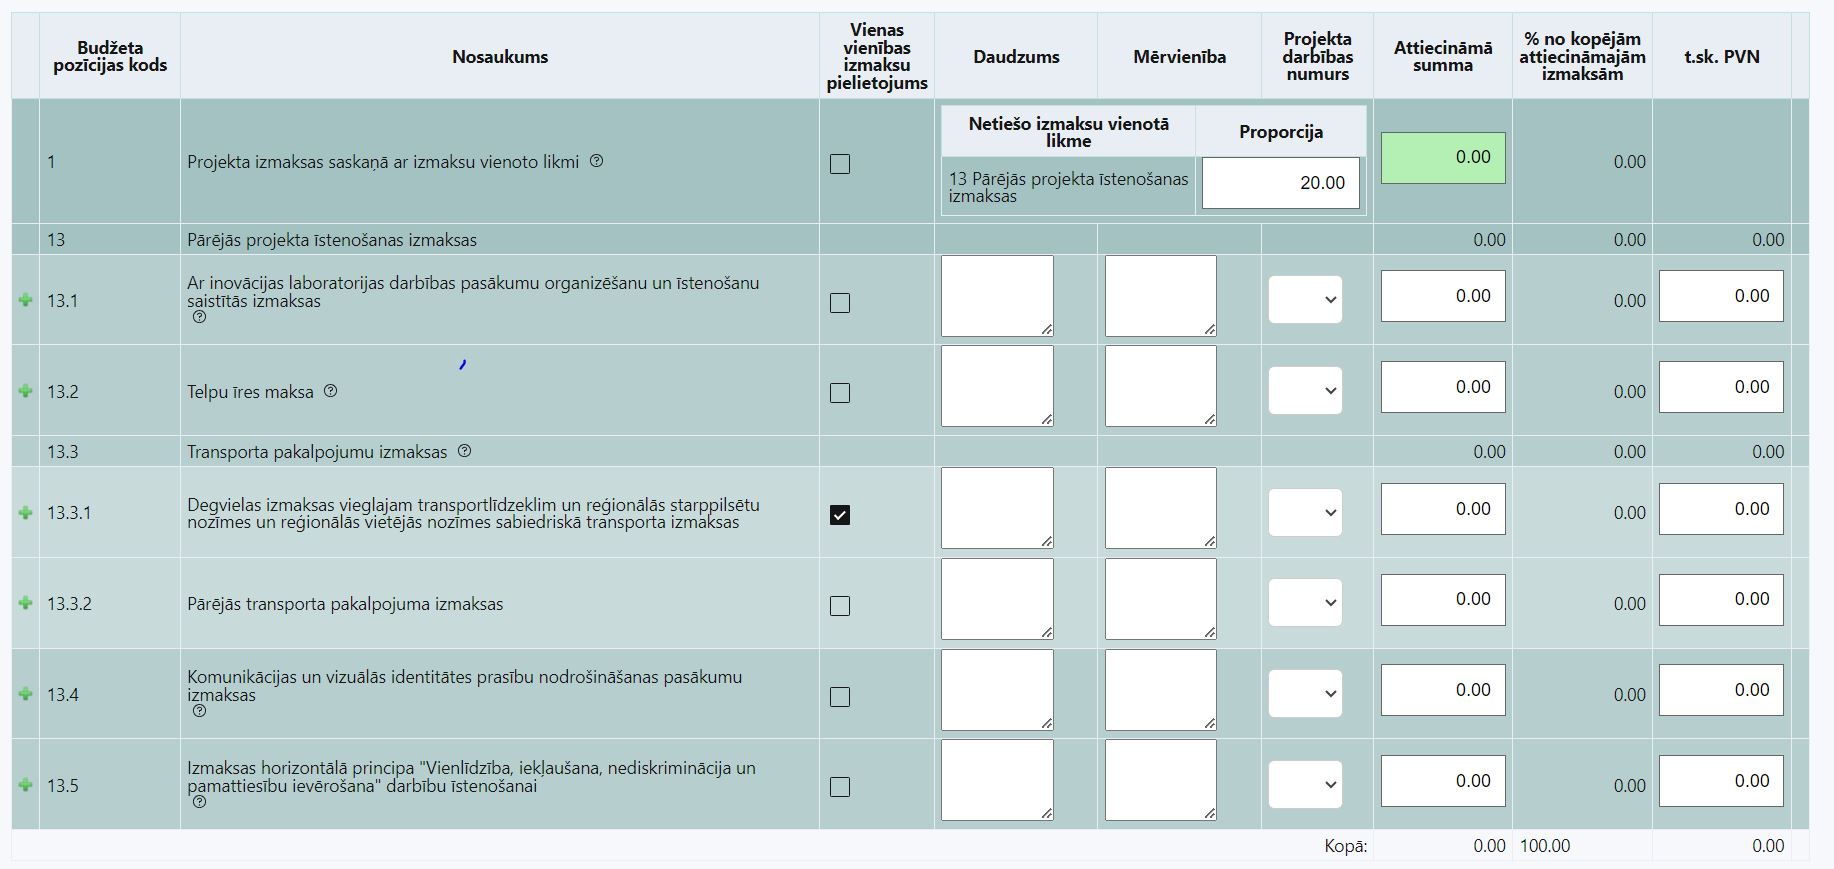 Budžeta pozīcijas kods
Nosaukums
Vienas vienības izmaksu pielietojums
Daudzums
Mērvienība
Projekta darbības numurs
Attiecināmā summa
% no kopējām attiecināmajām izmaksām
t.sk. PVN
1
Projekta izmaksas saskaņā ar izmaksu vienoto likmi
Netiešo izmaksu vienotā likme
Proporcija
13 Pārējās projekta īstenošanas izmaksas
20.00
0.00
0.00
13
Pārējās projekta īstenošanas izmaksas
0.00
0.00
0.00
13.1
Ar inovācijas laboratorijas darbības pasākumu organizēšanu un īstenošanu
saistītās izmaksas
0.00
0.00
0.00
13.2
Telpu īres maksa
0.00
0.00
0.00
13.3
Transporta pakalpojumu izmaksas
0.00
0.00
0.00
13.3.1
Degvielas izmaksas vieglajam transportlīdzeklim un reģionālās starppilsētu
nozīmes un reģionālās vietējās nozīmes sabiedriskā transporta izmaksas
0.00
0.00
0.00
13.3.2
Pārējās transporta pakalpojuma izmaksas
0.00
0.00
0.00
13.4
Komunikācijas un vizuālās identitātes prasību nodrošināšanas pasākumu
izmaksas
0.00
0.00
0.00
13.5
Izmaksas horizontālā principa "Vienlīdzība, iekļaušana, nediskriminācija un
pamattiesību ievērošana" darbību īstenošanai
0.00
0.00
0.00
Kopā:
0.00
100.00
0.00